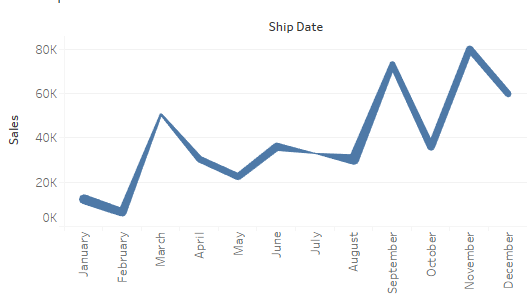 Ship Date
80K
60K
40K
20K
0K
Sales
January
February
March
April
May
June
July
August
September
October
November
December